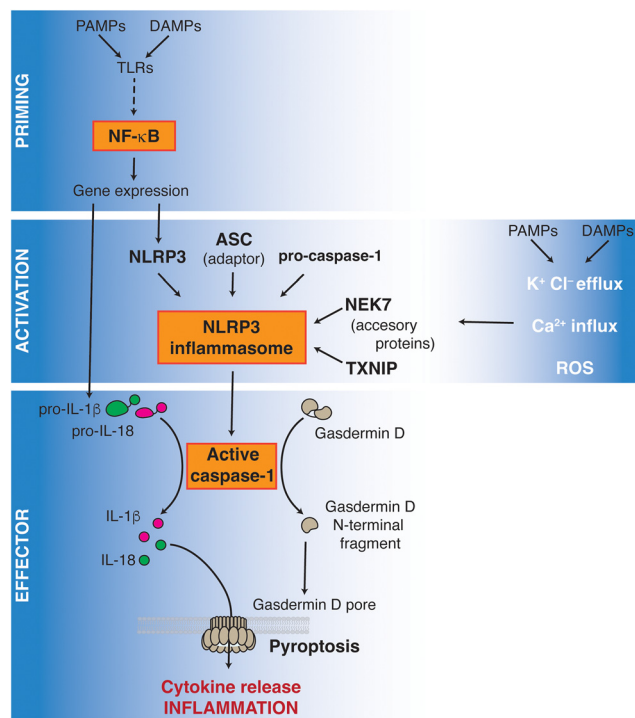 PAMPs
DAMPs
TLRs
PRIMING
NF-κB
Gene expression
ACTIVATION
NLRP3
ASC
(adaptor)
pro-caspase-1
NLRP3
inflammasome
NEK7
(accesory
proteins)
TXNIP
PAMPs
DAMPs
K⁺ Cl⁻ efflux
Ca²⁺ influx
ROS
EFFECTOR
pro-IL-1β
pro-IL-18
Gasdermin D
Active
caspase-1
IL-1β
IL-18
Gasdermin D
N-terminal
fragment
Gasdermin D pore
Pyroptosis
Cytokine release
INFLAMMATION